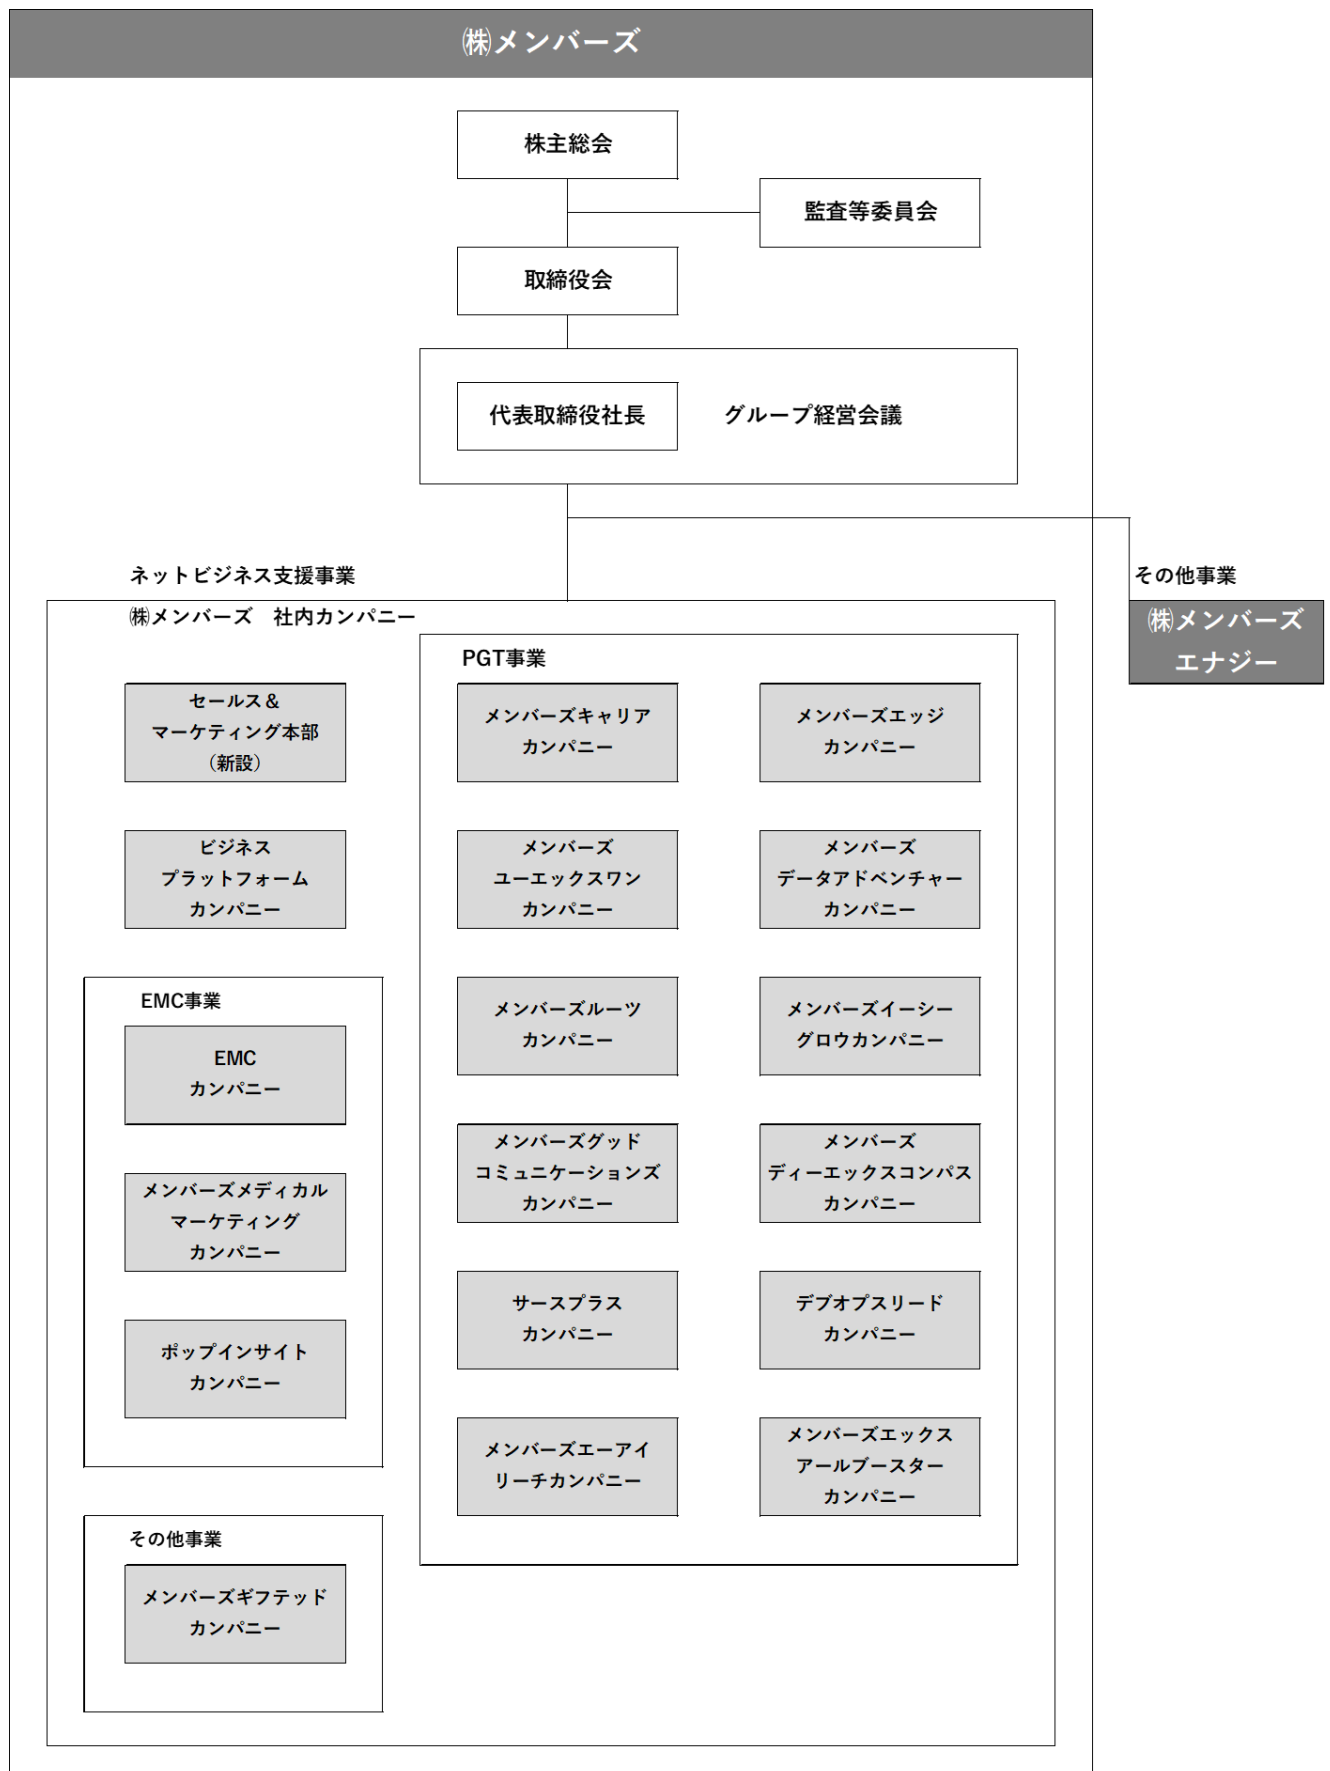 ㈱メンバーズ
株主総会
監査等委員会
取締役会
代表取締役社長
グループ経営会議
ネットビジネス支援事業
㈱メンバーズ　社内カンパニー
その他事業
㈱メンバーズ
エナジー
セールス＆
マーケティング本部
（新設）
ビジネス
プラットフォーム
カンパニー
EMC事業
EMC
カンパニー
メンバーズメディカル
マーケティング
カンパニー
ポップインサイト
カンパニー
その他事業
メンバーズギフテッド
カンパニー
PGT事業
メンバーズキャリア
カンパニー
メンバーズエッジ
カンパニー
メンバーズ
ユーエックスワン
カンパニー
メンバーズ
データアドベンチャー
カンパニー
メンバーズルーツ
カンパニー
メンバーズイーシー
グロウカンパニー
メンバーズグッド
コミュニケーションズ
カンパニー
メンバーズ
ディーエックスコンパス
カンパニー
サースプラス
カンパニー
デブオプスリード
カンパニー
メンバーズエーアイ
リーチカンパニー
メンバーズエックス
アールブースター
カンパニー